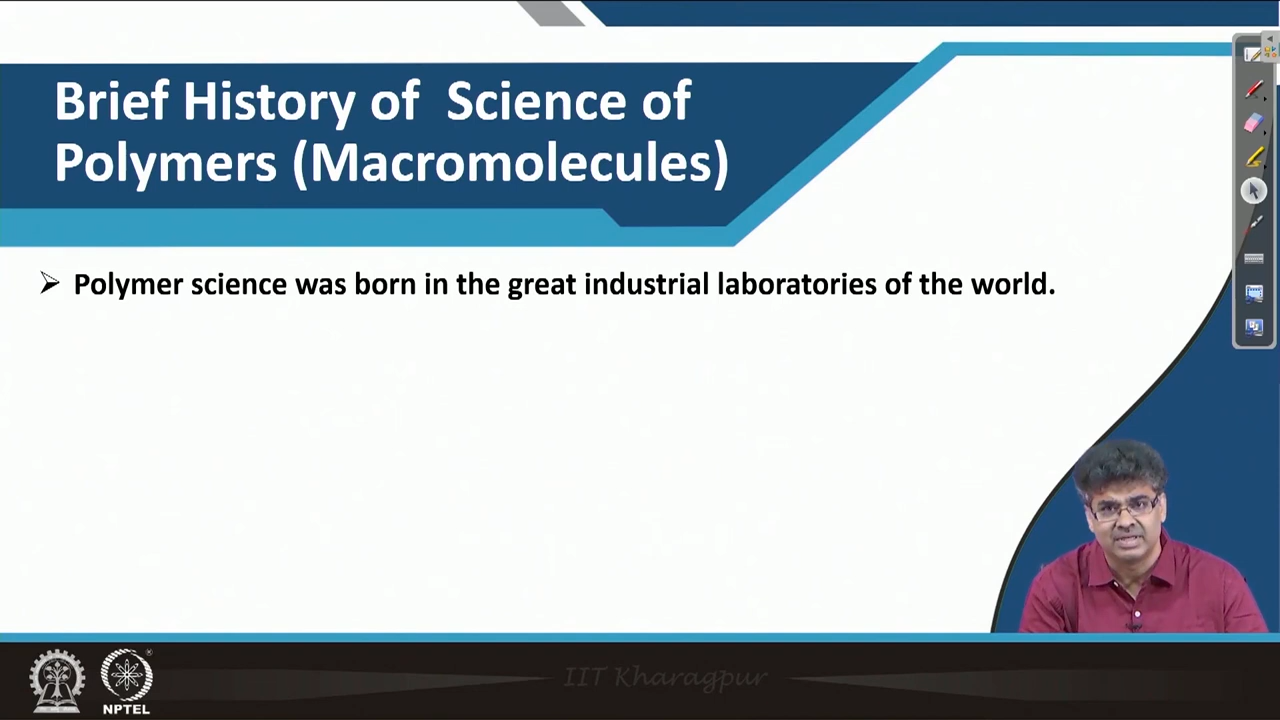 Brief History of Science of
Polymers (Macromolecules)
Polymer science was born in the great industrial laboratories of the world.
IIT Kharagpur
NPTEL